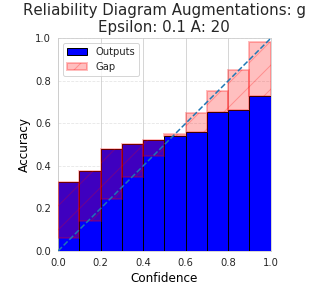 Reliability Diagram Augmentations: g
Epsilon: 0.1 A: 20
1.0
0.8
0.6
0.4
0.2
0.0
Outputs
Gap
Accuracy
0.0 0.2 0.4 0.6 0.8 1.0
Confidence